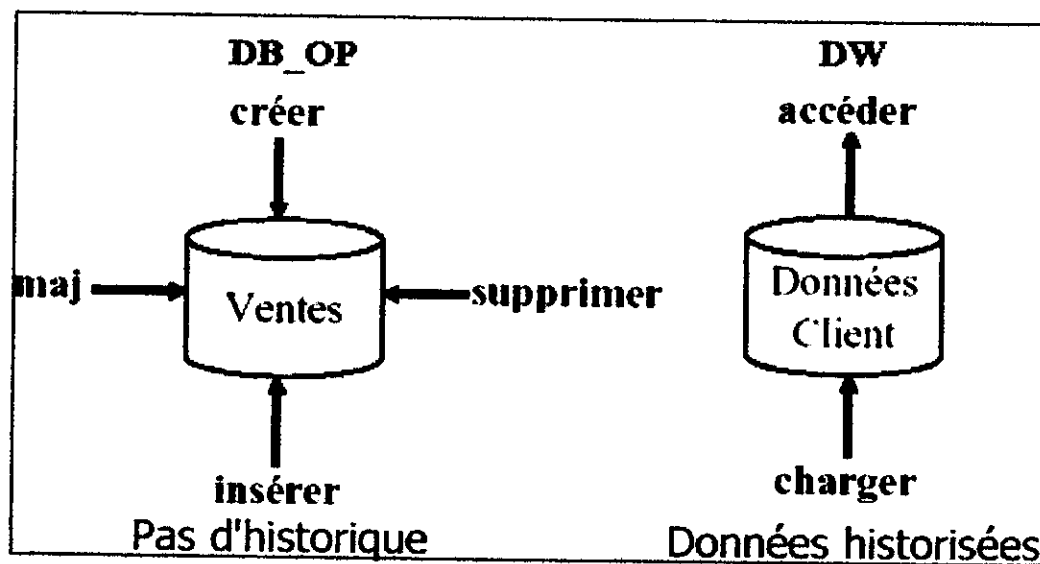 DB_OP
créer
maj
Ventes
supprimer
insérer
Pas d'historique
DW
accéder
Données
Client
charger
Données historisées